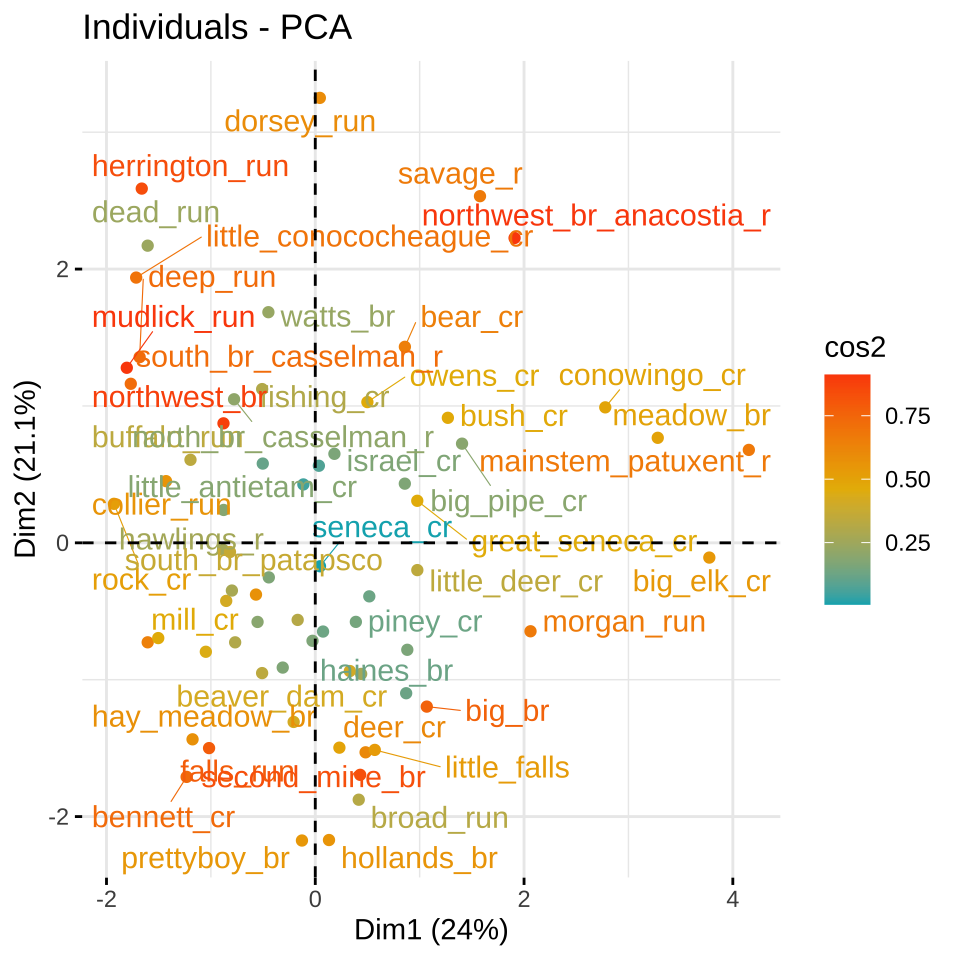 Individuals - PCA
dorsey_run
herrington_run
savage_r
dead_run
northwest_br_anacostia_r
little_conococheague_cr
deep_run
mudlick_run
watts_br
bear_cr
south_br_casselman_r
owens_cr
conowingo_cr
northwest_br
fishing_cr
bush_cr
meadow_br
buffalo_run
north_br_casselman_r
israel_cr
mainstem_patuxent_r
little_antietam_cr
big_pipe_cr
collier_run
seneca_cr
hawlings_r
great_seneca_cr
south_br_patapsco
rock_cr
little_deer_cr
big_elk_cr
mill_cr
piney_cr
morgan_run
haines_br
beaver_dam_cr
hay_meadow_br
big_br
deer_cr
falls_run
second_mine_br
little_falls
bennett_cr
broad_run
prettyboy_br
hollands_br
2
0
-2
-2
0
2
4
Dim1 (24%)
Dim2 (21.1%)
cos2
0.75
0.50
0.25